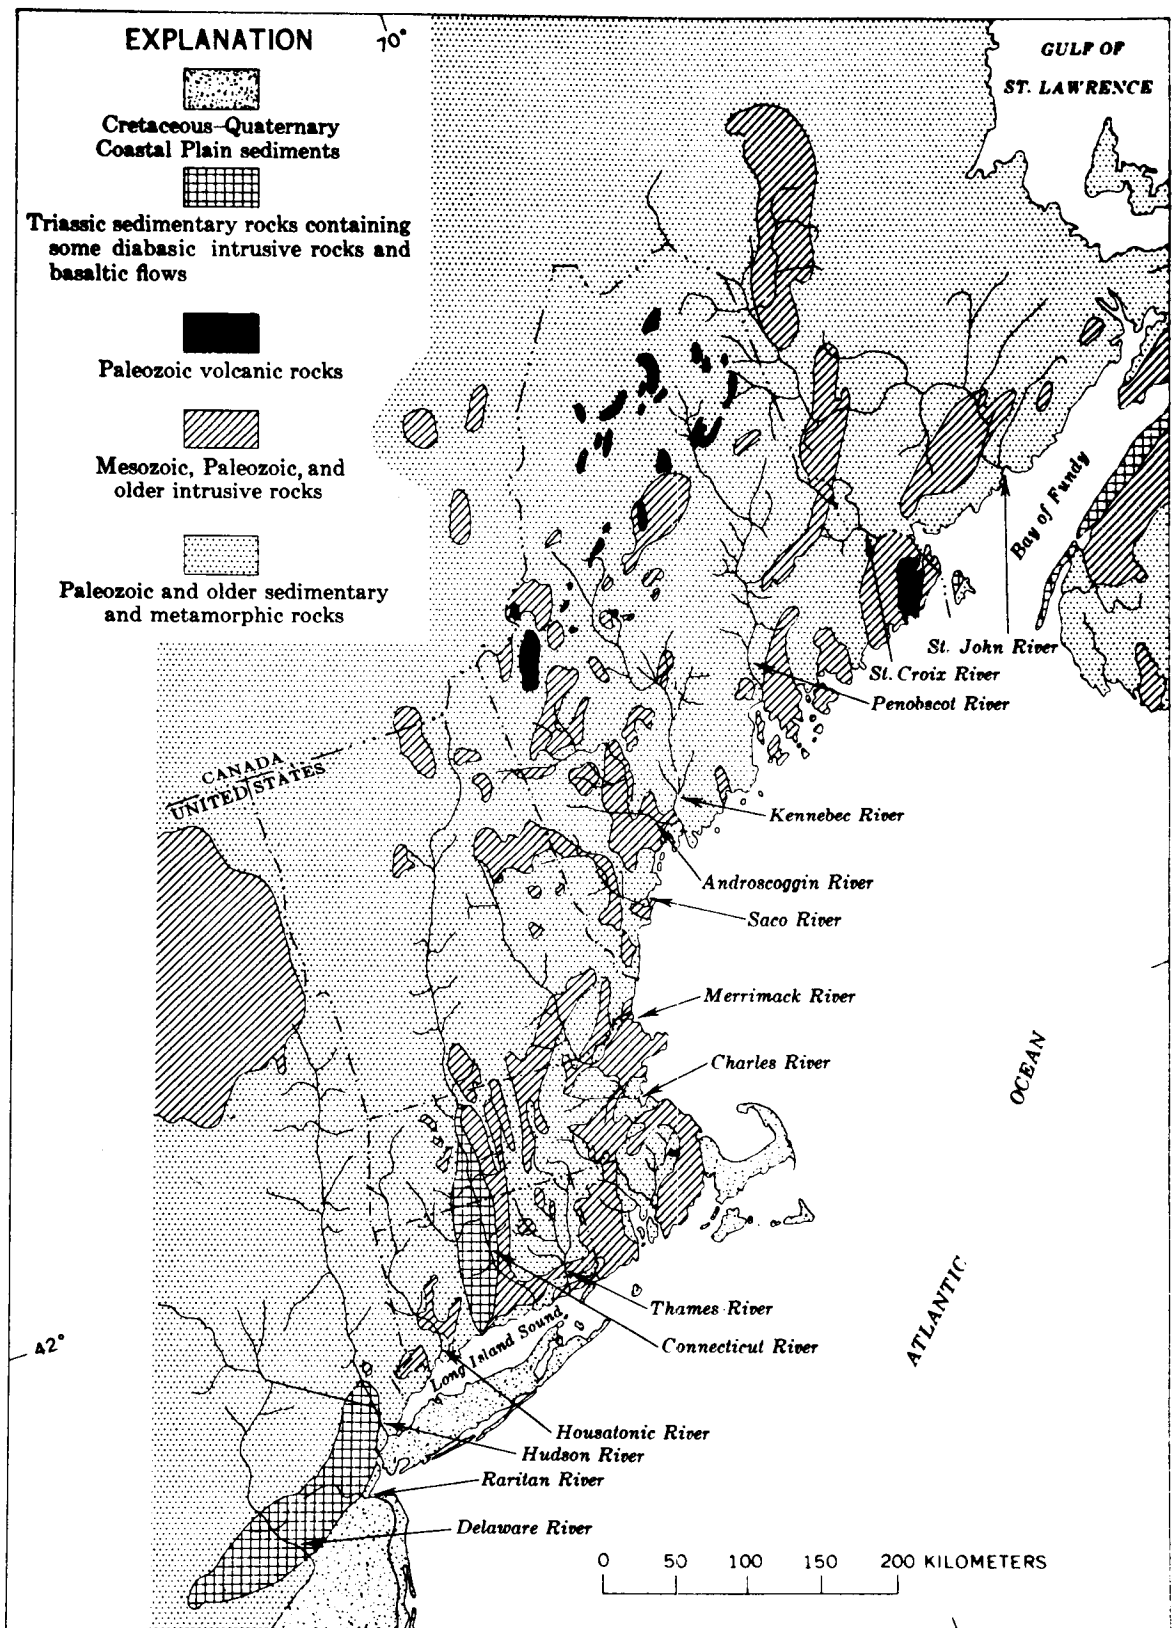 EXPLANATION
70°
Cretaceous–Quaternary
Coastal Plain sediments
Triassic sedimentary rocks containing
some diabasic intrusive rocks and
basaltic flows
Paleozoic volcanic rocks
Mesozoic, Paleozoic, and
older intrusive rocks
Paleozoic and older sedimentary
and metamorphic rocks
GULF OF
ST. LAWRENCE
Bay of Fundy
St. John River
St. Croix River
Penobscot River
CANADA
UNITED STATES
Kennebec River
Androscoggin River
Saco River
Merrimack River
Charles River
OCEAN
ATLANTIC
Thames River
Connecticut River
42°
Long Island Sound
Housatonic River
Hudson River
Raritan River
Delaware River
0 50 100 150 200 KILOMETERS